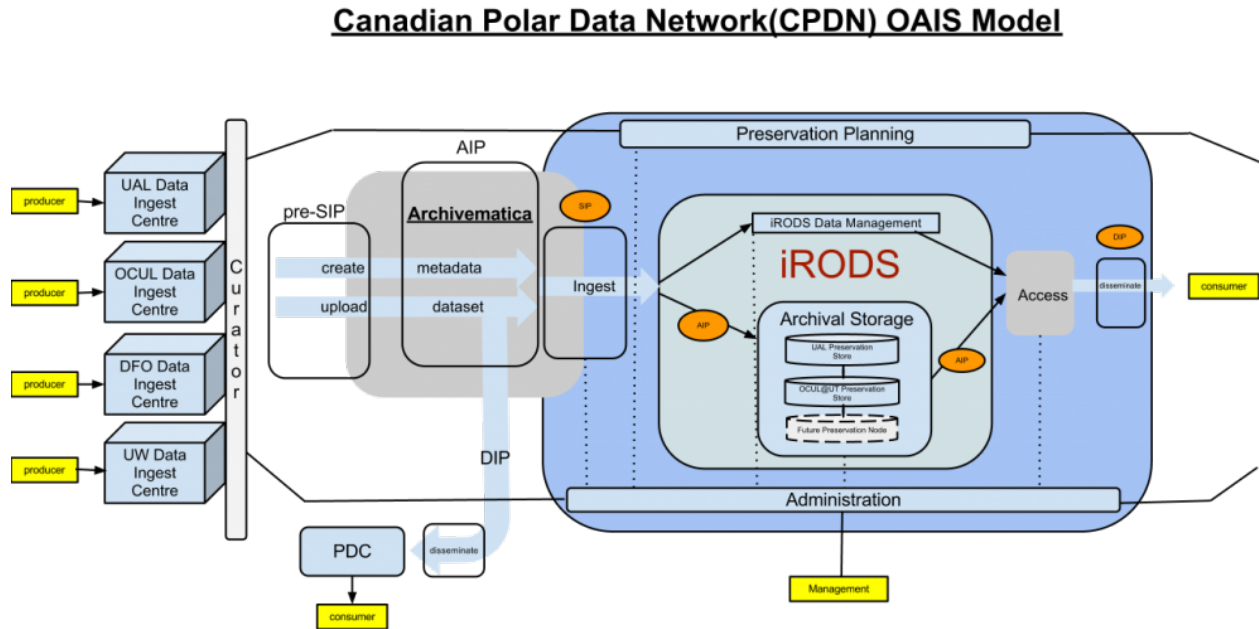 Canadian Polar Data Network(CPDN) OAIS Model
Preservation Planning
AIP
producer
UAL Data
Ingest
Centre
pre-SIP
Archivematica
SIP
iRODS Data Management
DIP
producer
OCUL Data
Ingest
Centre
Curator
create
metadata
upload
dataset
Ingest
iRODS
AIP
Archival Storage
UAL Preservation
Store
OCUL@UT Preservation
Store
Future Preservation Node
AIP
Access
disseminate
consumer
producer
DFO Data
Ingest
Centre
producer
UW Data
Ingest
Centre
DIP
Administration
PDC
disseminate
consumer
Management